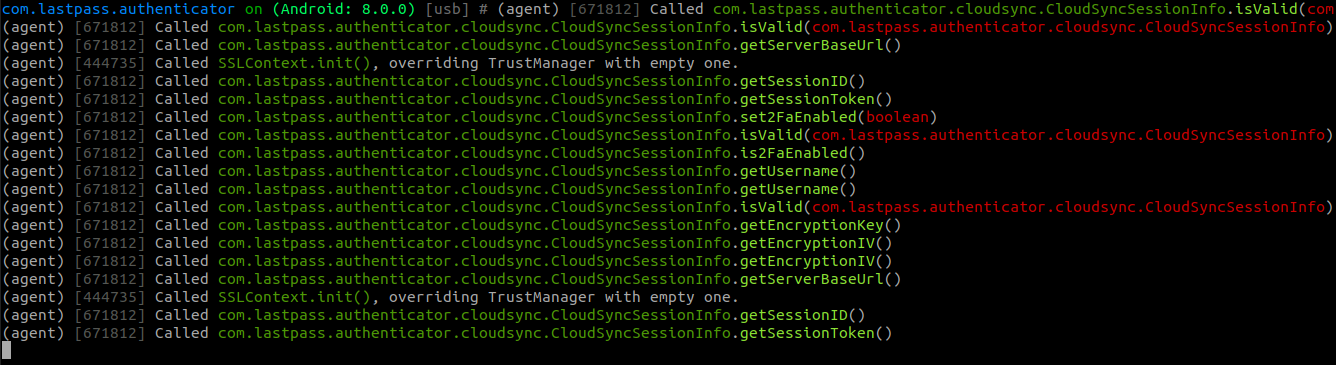 com.lastpass.authenticator on (Android: 8.0.0) [usb] # (agent) [671812] Called com.lastpass.authenticator.cloudsync.CloudSyncSessionInfo.isValid(com
(agent) [671812] Called com.lastpass.authenticator.cloudsync.CloudSyncSessionInfo.isValid(com.lastpass.authenticator.cloudsync.CloudSyncSessionInfo)
(agent) [671812] Called com.lastpass.authenticator.cloudsync.CloudSyncSessionInfo.getServerBaseUrl()
(agent) [444735] Called SSLContext.init(), overriding TrustManager with empty one.
(agent) [671812] Called com.lastpass.authenticator.cloudsync.CloudSyncSessionInfo.getSessionID()
(agent) [671812] Called com.lastpass.authenticator.cloudsync.CloudSyncSessionInfo.getSessionToken()
(agent) [671812] Called com.lastpass.authenticator.cloudsync.CloudSyncSessionInfo.set2FaEnabled(boolean)
(agent) [671812] Called com.lastpass.authenticator.cloudsync.CloudSyncSessionInfo.isValid(com.lastpass.authenticator.cloudsync.CloudSyncSessionInfo)
(agent) [671812] Called com.lastpass.authenticator.cloudsync.CloudSyncSessionInfo.is2FaEnabled()
(agent) [671812] Called com.lastpass.authenticator.cloudsync.CloudSyncSessionInfo.getUsername()
(agent) [671812] Called com.lastpass.authenticator.cloudsync.CloudSyncSessionInfo.getUsername()
(agent) [671812] Called com.lastpass.authenticator.cloudsync.CloudSyncSessionInfo.isValid(com.lastpass.authenticator.cloudsync.CloudSyncSessionInfo)
(agent) [671812] Called com.lastpass.authenticator.cloudsync.CloudSyncSessionInfo.getEncryptionKey()
(agent) [671812] Called com.lastpass.authenticator.cloudsync.CloudSyncSessionInfo.getEncryptionIV()
(agent) [671812] Called com.lastpass.authenticator.cloudsync.CloudSyncSessionInfo.getEncryptionIV()
(agent) [671812] Called com.lastpass.authenticator.cloudsync.CloudSyncSessionInfo.getServerBaseUrl()
(agent) [444735] Called SSLContext.init(), overriding TrustManager with empty one.
(agent) [671812] Called com.lastpass.authenticator.cloudsync.CloudSyncSessionInfo.getSessionID()
(agent) [671812] Called com.lastpass.authenticator.cloudsync.CloudSyncSessionInfo.getSessionToken()